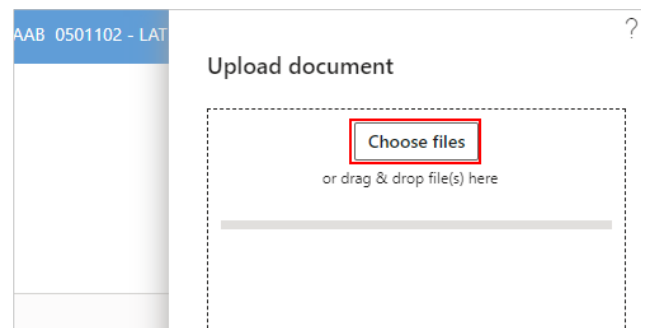 AAB 0501102 - LAT
?
Upload document
Choose files
or drag & drop file(s) here